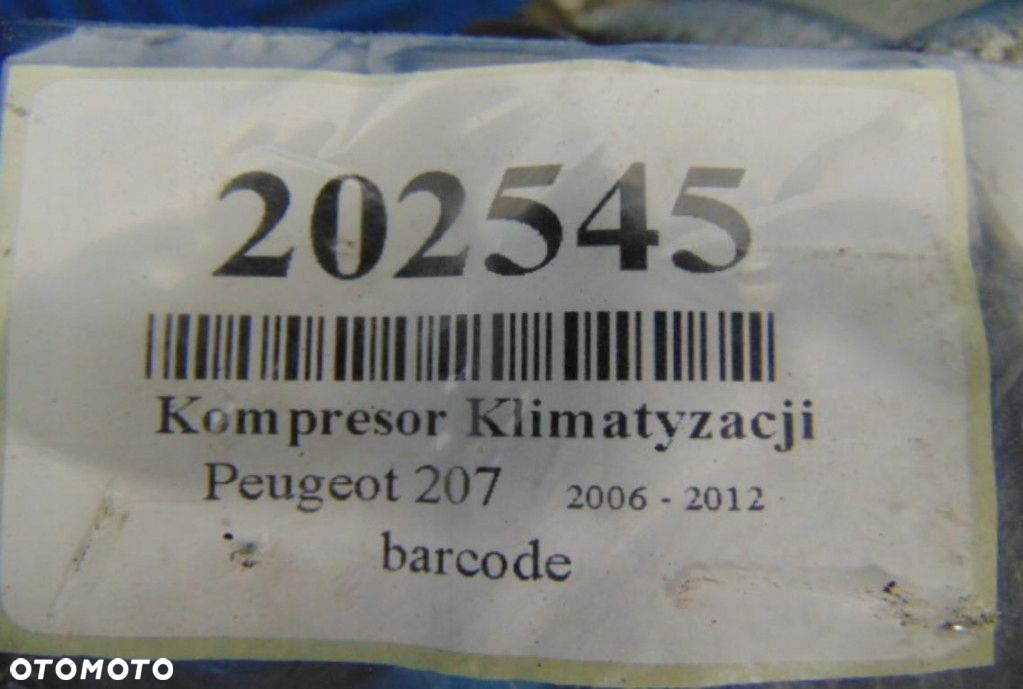 202545
Kompresor Klimatyzacji
Peugeot 207 2006 - 2012
barcode
OTOMOTO